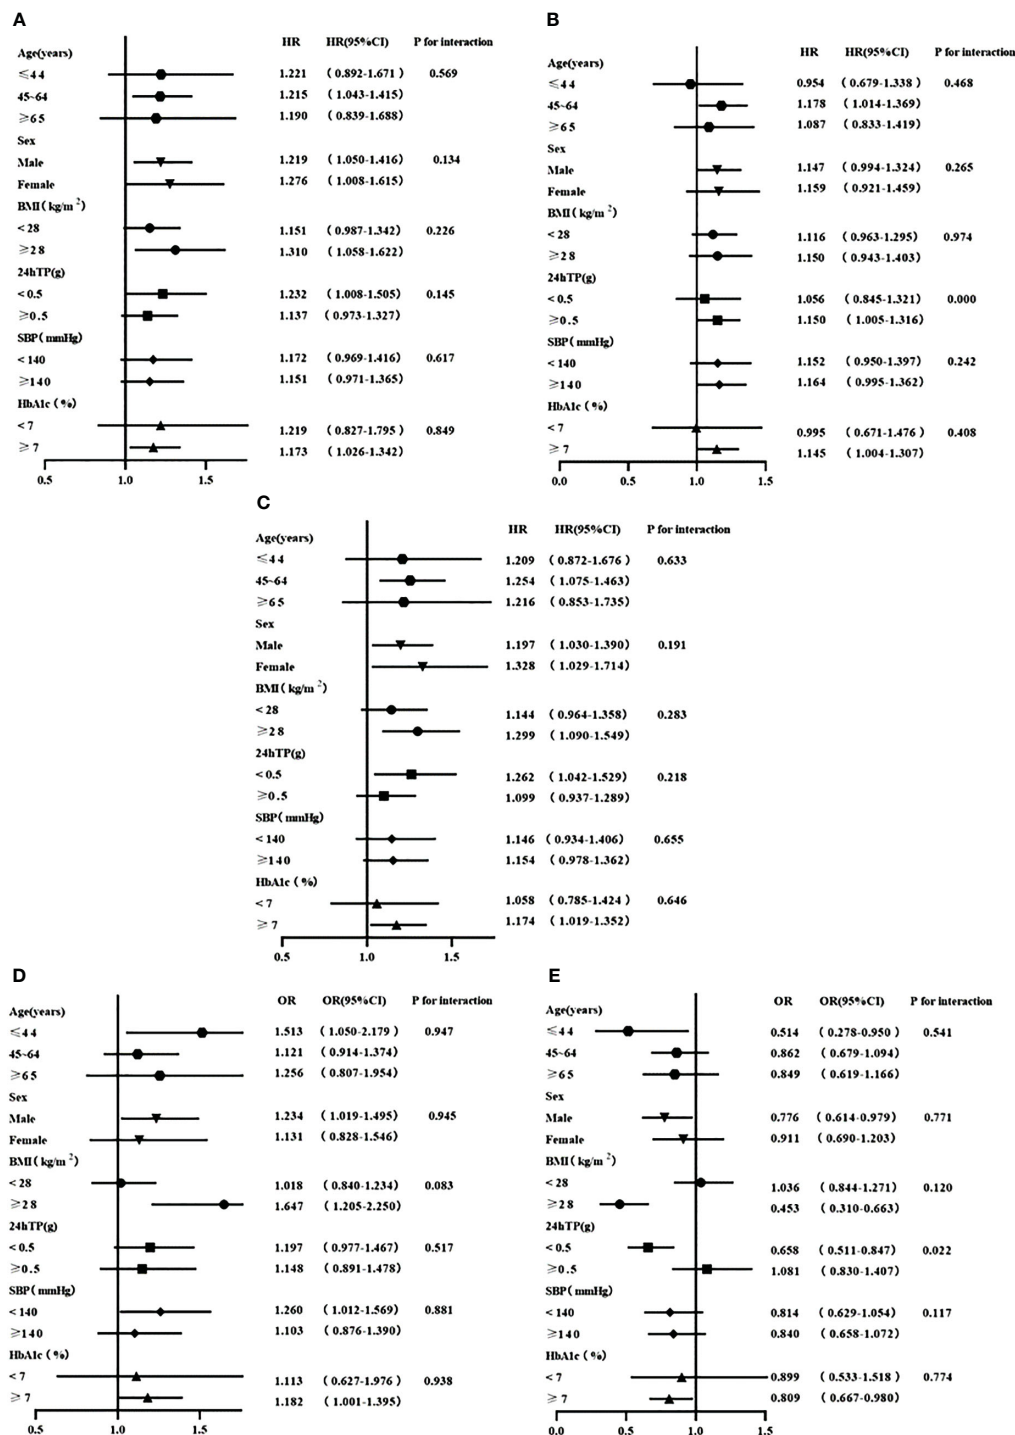 A
HR HR(95%CI) P for interaction
Age(years)
≤44 1.221 (0.892-1.671) 0.569
45~64 1.215 (1.043-1.415)
≥65 1.190 (0.839-1.688)
Sex
Male 1.219 (1.050-1.416) 0.134
Female 1.276 (1.008-1.615)
BMI(kg/m²)
<28 1.151 (0.987-1.342) 0.226
≥28 1.310 (1.058-1.622)
24hTP(g)
<0.5 1.232 (1.008-1.505) 0.145
≥0.5 1.137 (0.973-1.327)
SBP(mmHg)
<140 1.172 (0.969-1.416) 0.617
≥140 1.151 (0.971-1.365)
HbA1c(%)
<7 1.219 (0.827-1.795) 0.849
≥7 1.173 (1.026-1.342)
0.5 1.0 1.5
B
HR HR(95%CI) P for interaction
Age(years)
≤44 0.954 (0.679-1.338) 0.468
45~64 1.178 (1.014-1.369)
≥65 1.087 (0.833-1.419)
Sex
Male 1.147 (0.994-1.324) 0.265
Female 1.159 (0.921-1.459)
BMI(kg/m²)
<28 1.116 (0.963-1.295) 0.974
≥28 1.150 (0.943-1.403)
24hTP(g)
<0.5 1.056 (0.845-1.321) 0.000
≥0.5 1.150 (1.005-1.316)
SBP(mmHg)
<140 1.152 (0.950-1.397) 0.242
≥140 1.164 (0.995-1.362)
HbA1c(%)
<7 0.995 (0.671-1.476) 0.408
≥7 1.145 (1.004-1.307)
0.0 0.5 1.0 1.5
C
HR HR(95%CI) P for interaction
Age(years)
≤44 1.209 (0.872-1.676) 0.633
45~64 1.254 (1.075-1.463)
≥65 1.216 (0.853-1.735)
Sex
Male 1.197 (1.030-1.390) 0.191
Female 1.328 (1.029-1.714)
BMI(kg/m²)
<28 1.144 (0.964-1.358) 0.283
≥28 1.299 (1.090-1.549)
24hTP(g)
<0.5 1.262 (1.042-1.529) 0.218
≥0.5 1.099 (0.937-1.289)
SBP(mmHg)
<140 1.146 (0.934-1.406) 0.655
≥140 1.154 (0.978-1.362)
HbA1c(%)
<7 1.058 (0.785-1.424) 0.646
≥7 1.174 (1.019-1.352)
0.5 1.0 1.5
D
OR OR(95%CI) P for interaction
Age(years)
≤44 1.513 (1.050-2.179) 0.947
45~64 1.121 (0.914-1.374)
≥65 1.256 (0.807-1.954)
Sex
Male 1.234 (1.019-1.495) 0.945
Female 1.131 (0.828-1.546)
BMI(kg/m²)
<28 1.018 (0.840-1.234) 0.083
≥28 1.647 (1.205-2.250)
24hTP(g)
<0.5 1.197 (0.977-1.467) 0.517
≥0.5 1.148 (0.891-1.478)
SBP(mmHg)
<140 1.260 (1.012-1.569) 0.881
≥140 1.103 (0.876-1.390)
HbA1c(%)
<7 1.113 (0.627-1.976) 0.938
≥7 1.182 (1.001-1.395)
0.5 1.0 1.5
E
OR OR(95%CI) P for interaction
Age(years)
≤44 0.514 (0.278-0.950) 0.541
45~64 0.862 (0.679-1.094)
≥65 0.849 (0.619-1.166)
Sex
Male 0.776 (0.614-0.979) 0.771
Female 0.911 (0.690-1.203)
BMI(kg/m²)
<28 1.036 (0.844-1.271) 0.120
≥28 0.453 (0.310-0.663)
24hTP(g)
<0.5 0.658 (0.511-0.847) 0.022
≥0.5 1.081 (0.830-1.407)
SBP(mmHg)
<140 0.814 (0.629-1.054) 0.117
≥140 0.840 (0.658-1.072)
HbA1c(%)
<7 0.899 (0.533-1.518) 0.774
≥7 0.809 (0.667-0.980)
0.0 0.5 1.0 1.5